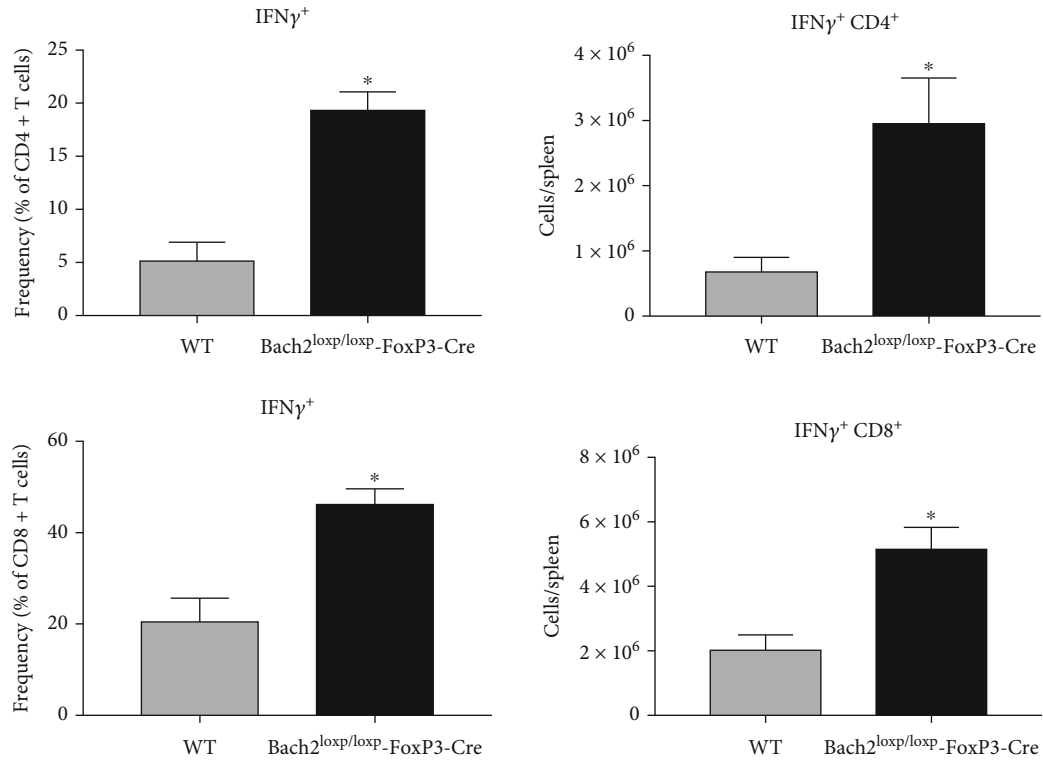 IFNγ⁺
Frequency (% of CD4 + T cells)
25
20
15
10
5
0
*
WT
Bach2^loxp/loxp-FoxP3-Cre
IFNγ⁺ CD4⁺
Cells/spleen
4 × 10⁶
3 × 10⁶
2 × 10⁶
1 × 10⁶
0
*
WT
Bach2^loxp/loxp-FoxP3-Cre
IFNγ⁺
Frequency (% of CD8 + T cells)
60
40
20
0
*
WT
Bach2^loxp/loxp-FoxP3-Cre
IFNγ⁺ CD8⁺
Cells/spleen
8 × 10⁶
6 × 10⁶
4 × 10⁶
2 × 10⁶
0
*
WT
Bach2^loxp/loxp-FoxP3-Cre